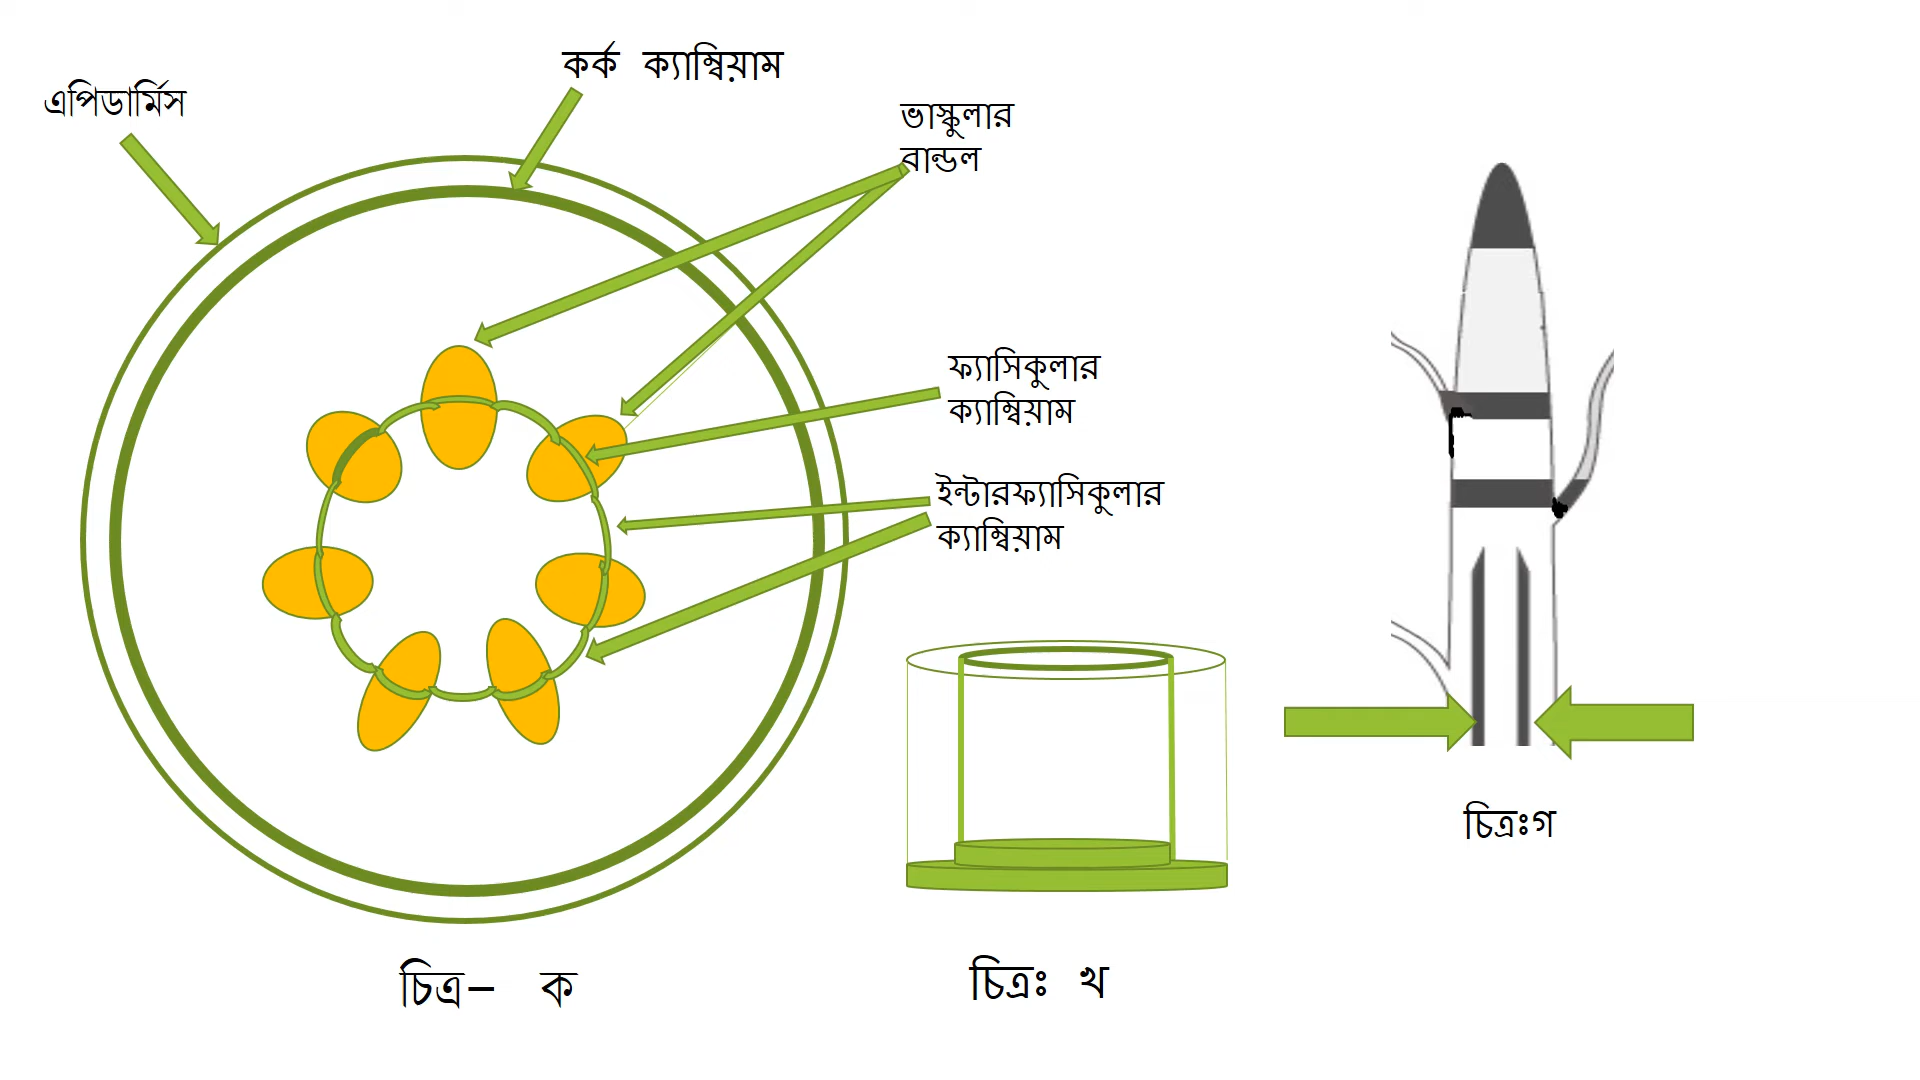 এপিডার্মিস
কর্ক ক্যাম্বিয়াম
ভাস্কুলার
বান্ডল
ফ্যাসিকুলার
ক্যাম্বিয়াম
ইন্টারফ্যাসিকুলার
ক্যাম্বিয়াম
চিত্রঃগ
চিত্র– ক
চিত্রঃ খ